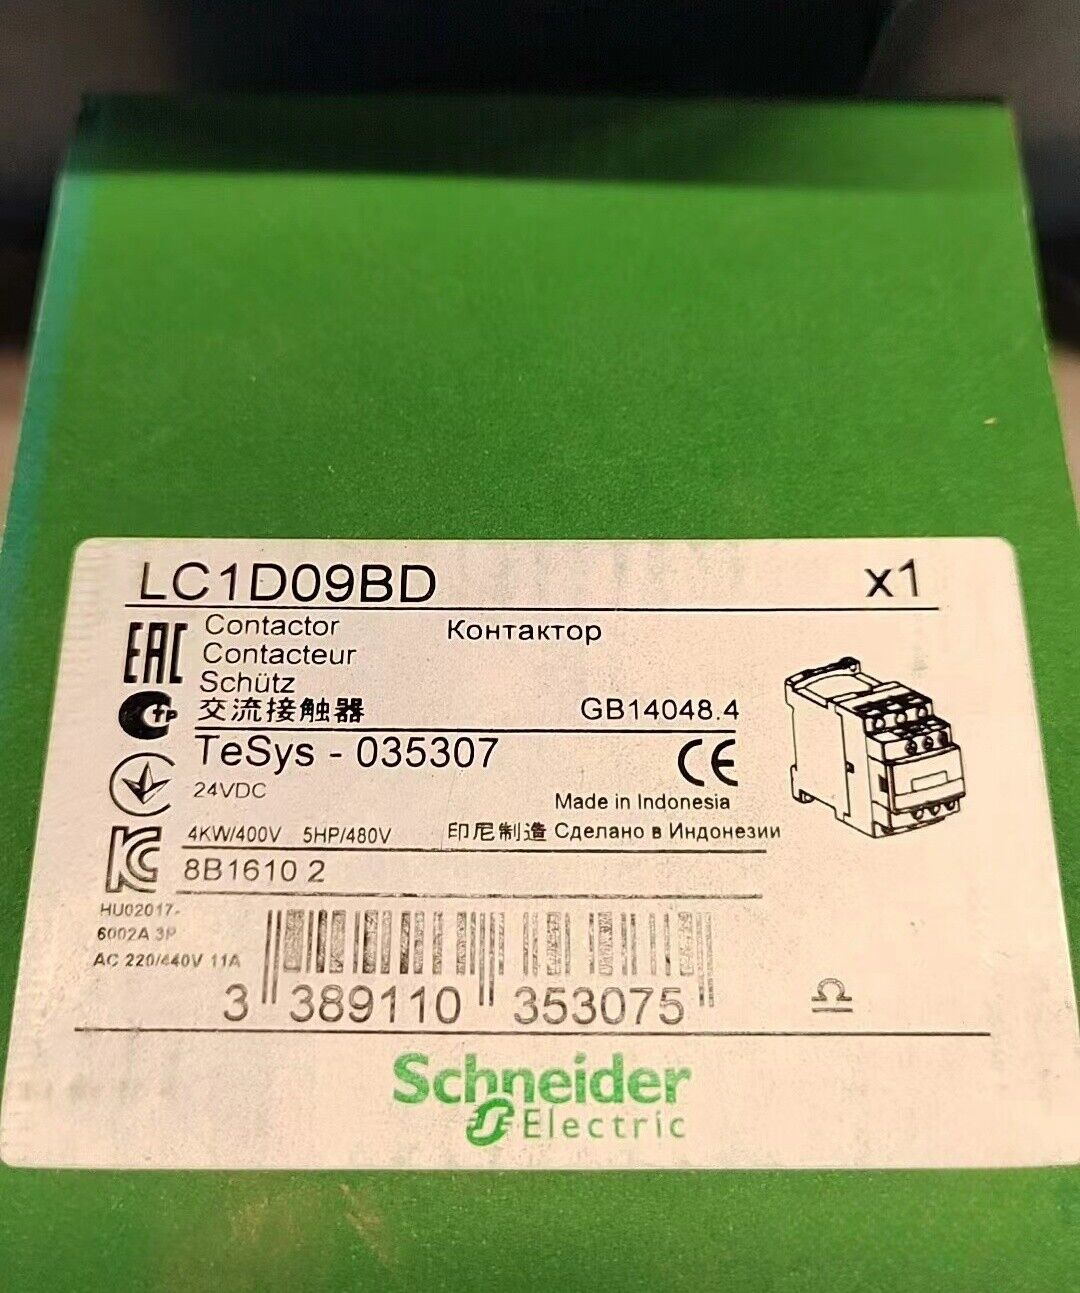 LC1D09BD x1
Contactor Контактор
Contacteur
Schütz
交流接触器 GB14048.4
TeSys - 035307
24VDC
Made in Indonesia
4KW/400V 5HP/480V 印尼制造 Сделано в Индонезии
8B1610 2
HU02017-
6002A 3P
AC 220/440V 11A
3 389110 353075
Schneider
Electric